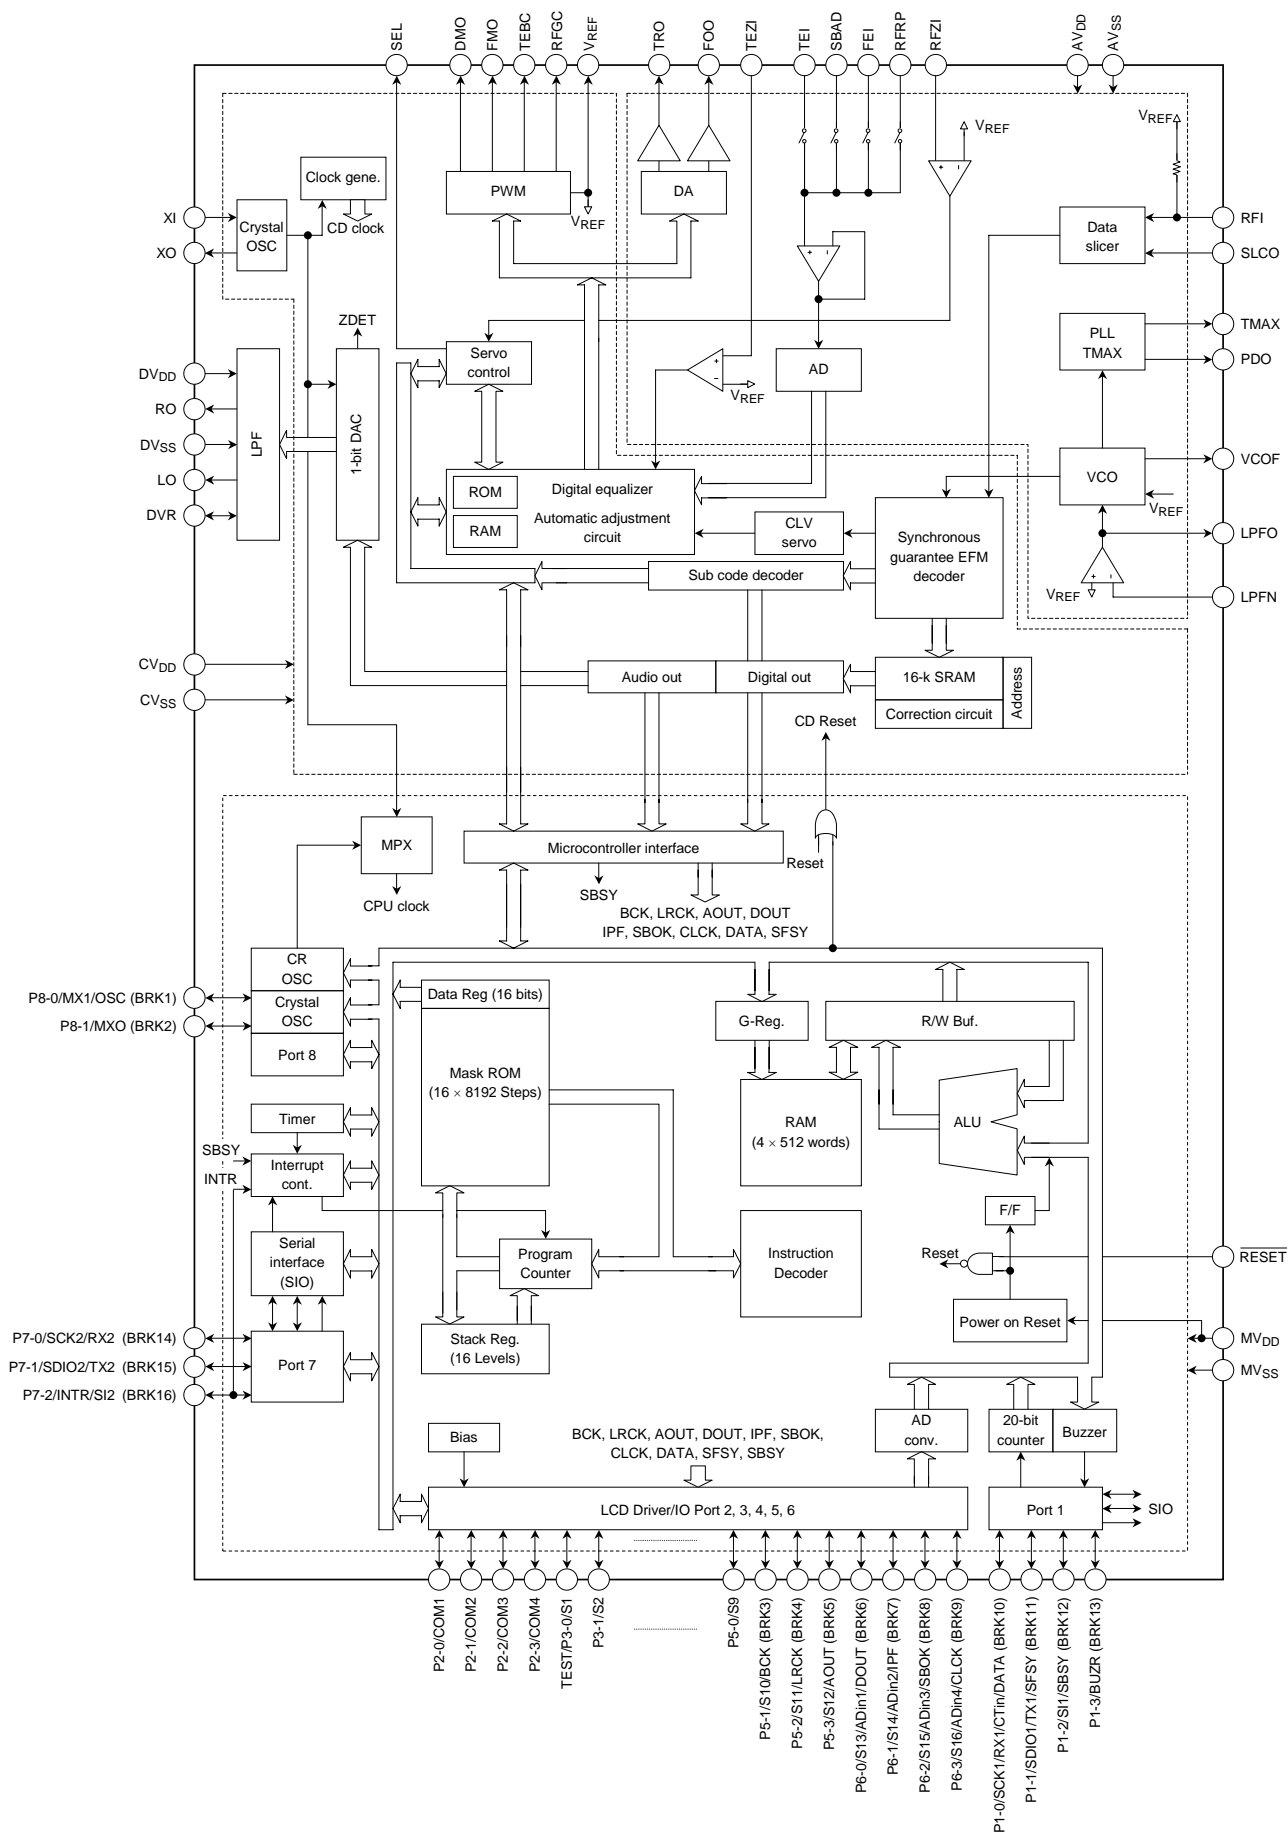 SEL
DMO
FMO
TEBC
RFGC
VREF
TRO
FOO
TEZI
TEI
SBAD
FEI
RFRP
RFZI
AVDD
AVSS
VREF
VREF
Clock gene.
CD clock
PWM
VREF
DA
XI
XO
Crystal
OSC
Data
slicer
RFI
SLCO
ZDET
Servo
control
AD
VREF
PLL
TMAX
TMAX
PDO
DVDD
RO
DVSS
LO
DVR
LPF
1-bit DAC
ROM
RAM
Digital equalizer
Automatic adjustment
circuit
CLV
servo
Synchronous
guarantee EFM
decoder
VCO
VREF
VCOF
LPFO
VREF
LPFN
Sub code decoder
CVDD
CVSS
Audio out
Digital out
16-k SRAM
Correction circuit
Address
CD Reset
MPX
CPU clock
Microcontroller interface
Reset
SBSY
BCK, LRCK, AOUT, DOUT
IPF, SBOK, CLCK, DATA, SFSY
CR
OSC
P8-0/MX1/OSC (BRK1)
P8-1/MXO (BRK2)
Crystal
OSC
Port 8
Data Reg (16 bits)
Mask ROM
(16 × 8192 Steps)
G-Reg.
R/W Buf.
RAM
(4 × 512 words)
ALU
Timer
SBSY
INTR
Interrupt
cont.
Serial
interface
(SIO)
Program
Counter
Instruction
Decoder
F/F
Reset
RESET
Power on Reset
MVDD
MVSS
P7-0/SCK2/RX2 (BRK14)
P7-1/SDIO2/TX2 (BRK15)
P7-2/INTR/SI2 (BRK16)
Port 7
Stack Reg.
(16 Levels)
Bias
BCK, LRCK, AOUT, DOUT, IPF, SBOK,
CLCK, DATA, SFSY, SBSY
AD
conv.
20-bit
counter
Buzzer
LCD Driver/IO Port 2, 3, 4, 5, 6
Port 1
SIO
P2-0/COM1
P2-1/COM2
P2-2/COM3
P2-3/COM4
TEST/P3-0/S1
P3-1/S2
P5-0/S9
P5-1/S10/BCK (BRK3)
P5-2/S11/LRCK (BRK4)
P5-3/S12/AOUT (BRK5)
P6-0/S13/ADin1/DOUT (BRK6)
P6-1/S14/ADin2/IPF (BRK7)
P6-2/S15/ADin3/SBOK (BRK8)
P6-3/S16/ADin4/CLCK (BRK9)
P1-0/SCK1/RX1/CTin/DATA (BRK10)
P1-1/SDIO1/TX1/SFSY (BRK11)
P1-2/SI1/SBSY (BRK12)
P1-3/BUZR (BRK13)